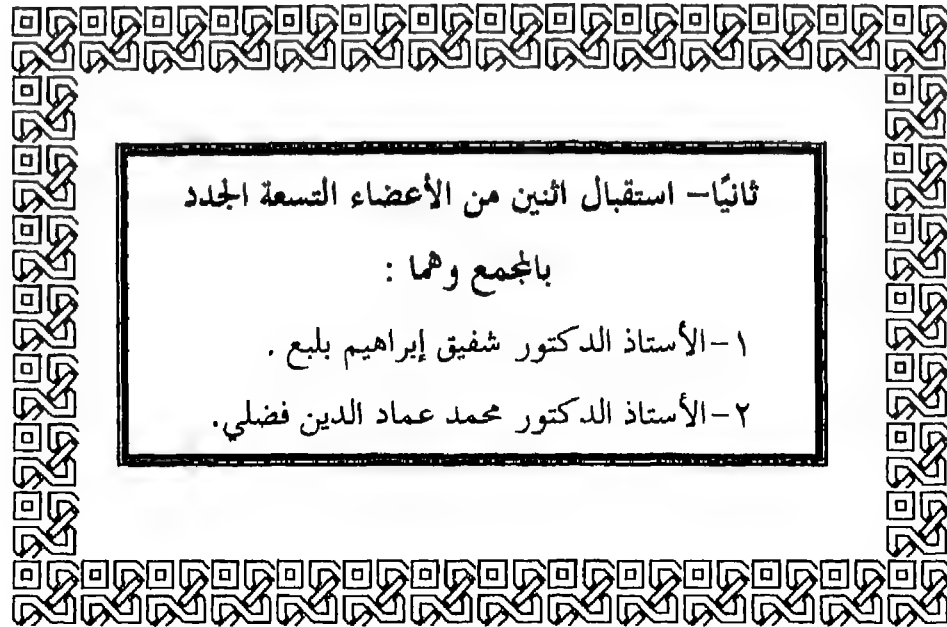 ثانيًا– استقبال اثنين من الأعضاء التسعة الجدد
بالمجمع وهما :
١–الأستاذ الدكتور شفيق إبراهيم بلبع .
٢–الأستاذ الدكتور محمد عماد الدين فضلي.